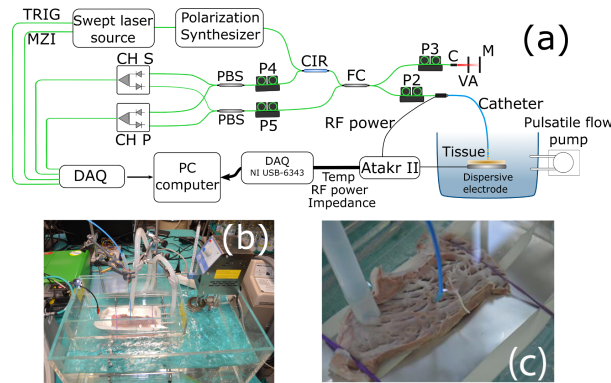 TRIG
MZI
Swept laser
source
Polarization
Synthesizer
(a)
CH S
PBS
P4
CIR
FC
P3
C
M
VA
P2
CH P
PBS
P5
RF power
Catheter
Pulsatile flow
pump
Tissue
Dispersive
electrode
DAQ
PC
computer
DAQ
NI USB-6343
Temp
RF power
Impedance
Atakr II
(b)
(c)